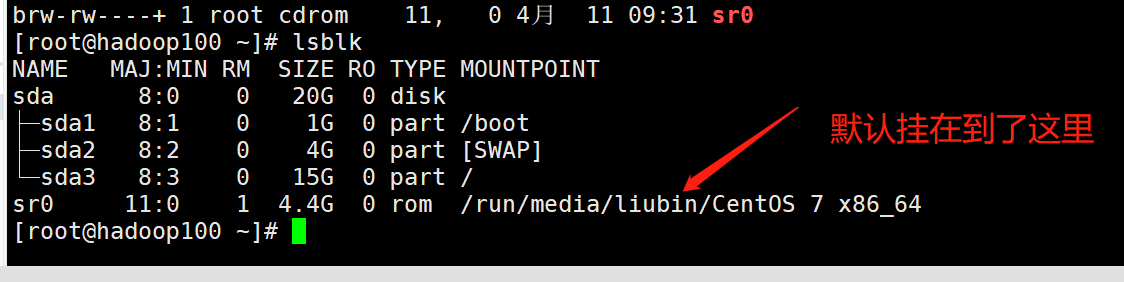 brw-rw----+ 1 root cdrom    11,   0 4月  11 09:31 sr0
[root@hadoop100 ~]# lsblk
NAME   MAJ:MIN RM  SIZE RO TYPE MOUNTPOINT
sda      8:0    0   20G  0 disk
├─sda1   8:1    0    1G  0 part /boot
├─sda2   8:2    0    4G  0 part [SWAP]
└─sda3   8:3    0   15G  0 part /
默认挂在到了这里
sr0     11:0    1  4.4G  0 rom  /run/media/liubin/CentOS 7 x86_64
[root@hadoop100 ~]#